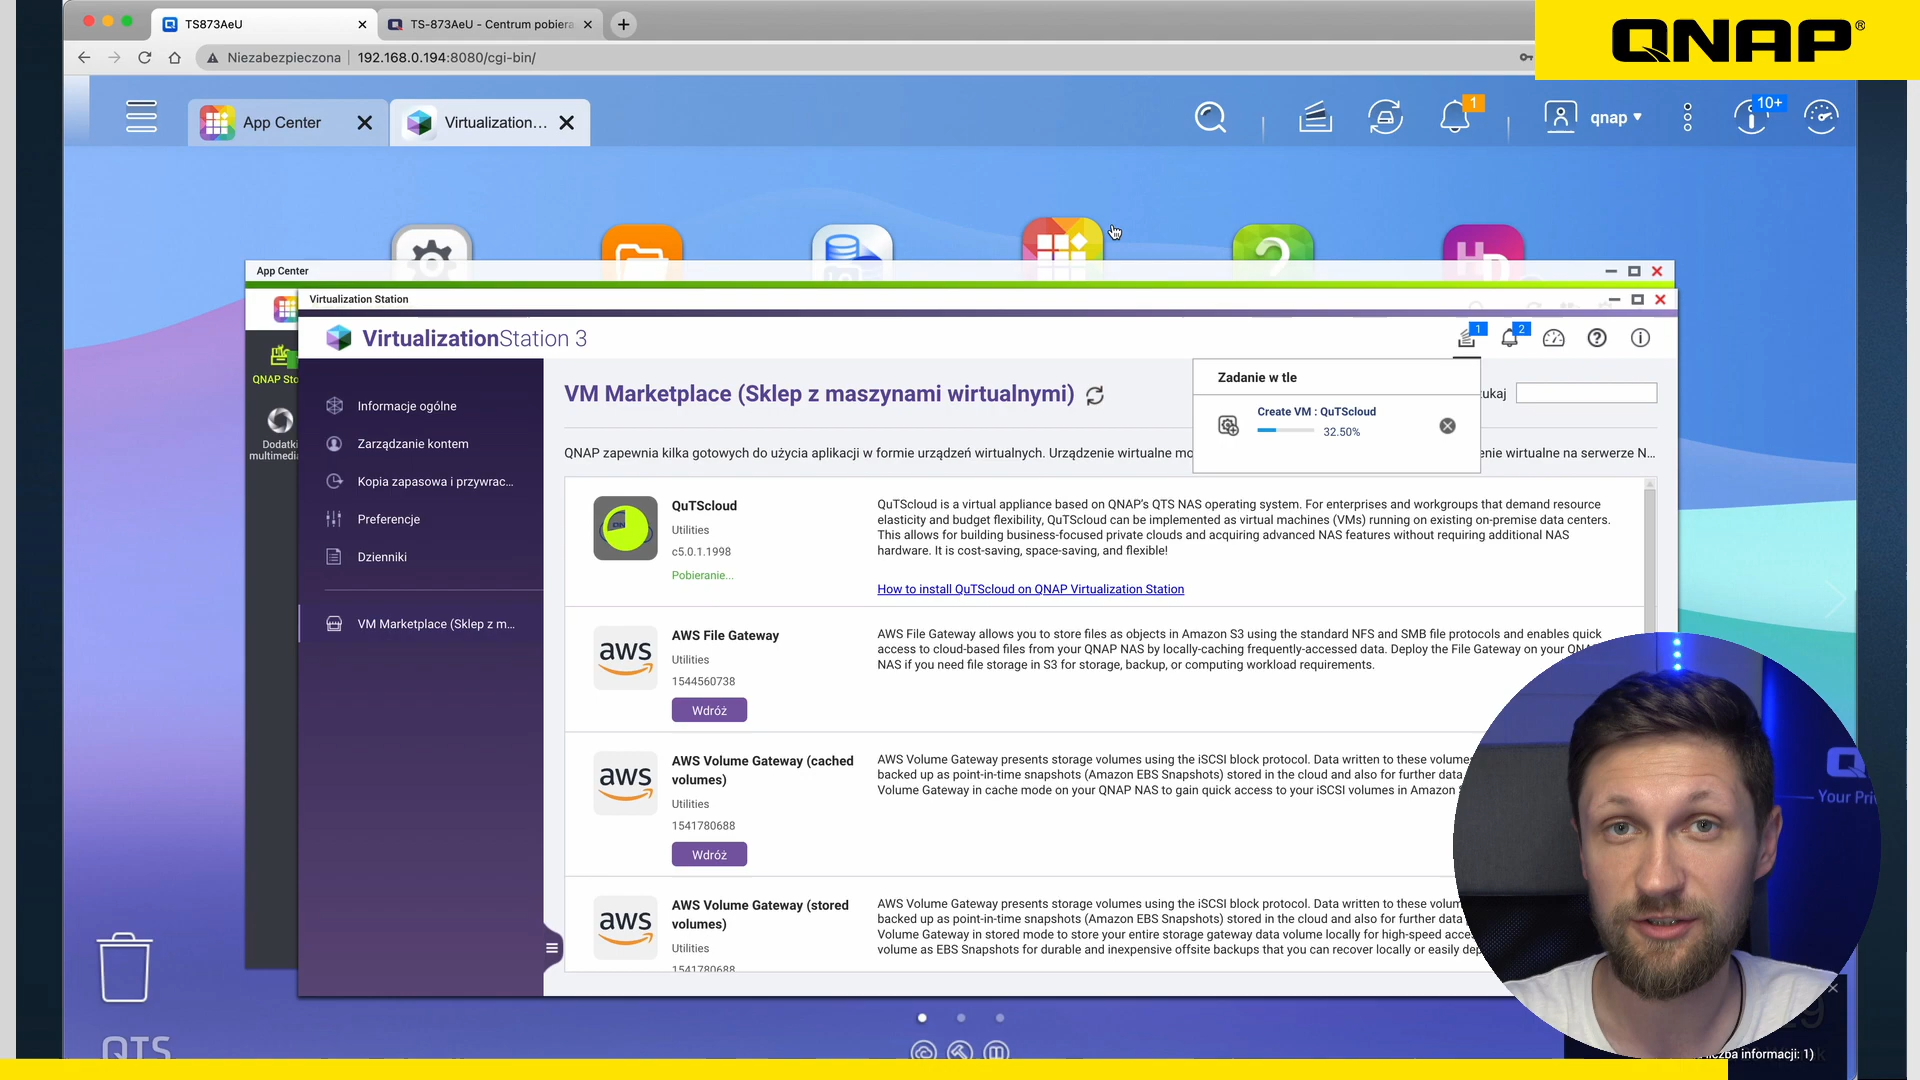 TS873AeU
TS-873AeU - Centrum pobiera
QNAP®
Niezabezpieczona
192.168.0.194:8080/cgi-bin/
App Center
Virtualization...
1
qnap
10+
App Center
Virtualization Station
VirtualizationStation 3
1
2
QNAP Sto
Dodatki
multimedia
Informacje ogólne
Zarządzanie kontem
Kopia zapasowa i przywrac...
Preferencje
Dzienniki
VM Marketplace (Sklep z m...
VM Marketplace (Sklep z maszynami wirtualnymi)
Zadanie w tle
Create VM : QuTScloud
32.50%
ukaj
QNAP zapewnia kilka gotowych do użycia aplikacji w formie urządzeń wirtualnych. Urządzenie wirtualne mo
enie wirtualne na serwerze N...
QuTScloud
Utilities
c5.0.1.1998
Pobieranie...
QuTScloud is a virtual appliance based on QNAP's QTS NAS operating system. For enterprises and workgroups that demand resource
elasticity and budget flexibility, QuTScloud can be implemented as virtual machines (VMs) running on existing on-premise data centers.
This allows for building business-focused private clouds and acquiring advanced NAS features without requiring additional NAS
hardware. It is cost-saving, space-saving, and flexible!
How to install QuTScloud on QNAP Virtualization Station
aws
AWS File Gateway
Utilities
1544560738
Wdróż
AWS File Gateway allows you to store files as objects in Amazon S3 using the standard NFS and SMB file protocols and enables quick
access to cloud-based files from your QNAP NAS by locally-caching frequently-accessed data. Deploy the File Gateway on your QN
NAS if you need file storage in S3 for storage, backup, or computing workload requirements.
aws
AWS Volume Gateway (cached
volumes)
Utilities
1541780688
Wdróż
AWS Volume Gateway presents storage volumes using the iSCSI block protocol. Data written to these volume
backed up as point-in-time snapshots (Amazon EBS Snapshots) stored in the cloud and also for further data
Volume Gateway in cache mode on your QNAP NAS to gain quick access to your iSCSI volumes in Amazon
aws
AWS Volume Gateway (stored
volumes)
Utilities
1541780688
AWS Volume Gateway presents storage volumes using the iSCSI block protocol. Data written to these volum
backed up as point-in-time snapshots (Amazon EBS Snapshots) stored in the cloud and also for further data
Volume Gateway in stored mode to store your entire storage gateway data volume locally for high-speed acce
volume as EBS Snapshots for durable and inexpensive offsite backups that you can recover locally or easily dep
Your Pri
QTS
liczba informacji: 1)